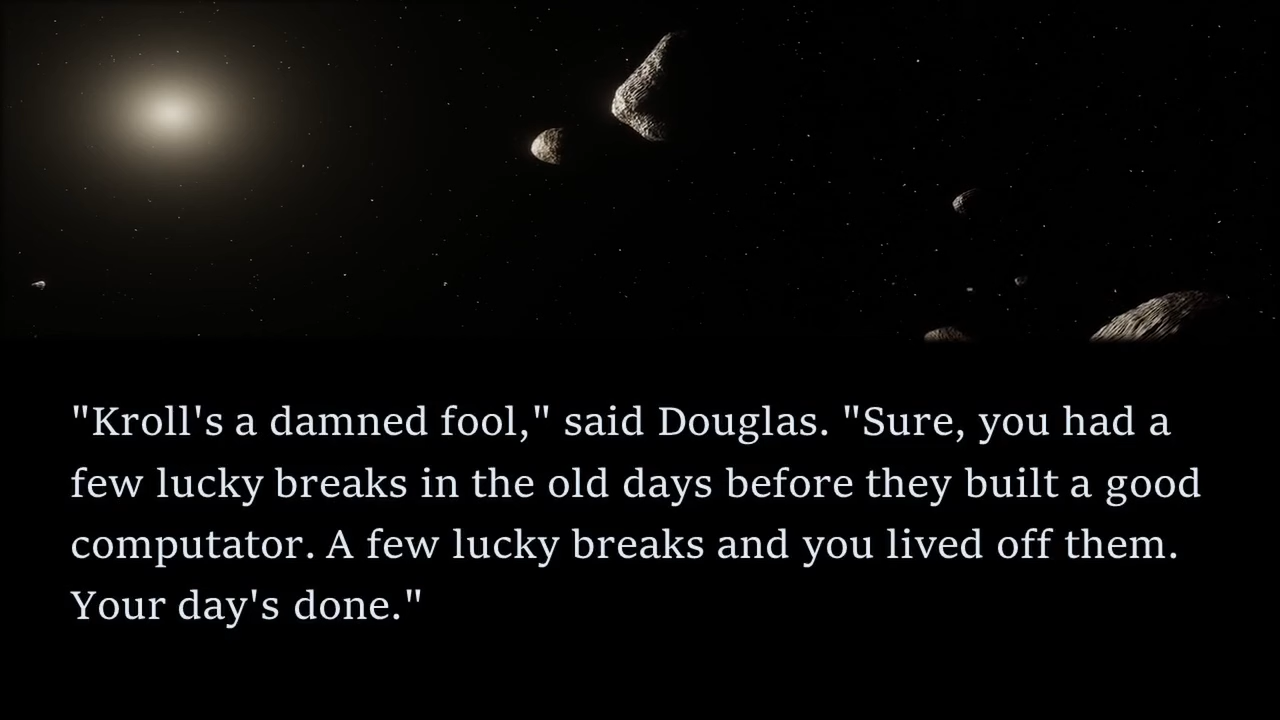 "Kroll's a damned fool," said Douglas. "Sure, you had a
few lucky breaks in the old days before they built a good
computator. A few lucky breaks and you lived off them.
Your day's done."